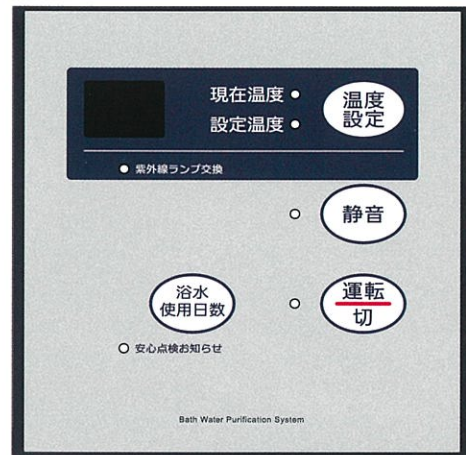 現在温度
設定温度
温度
設定
紫外線ランプ交換
静音
浴水
使用日数
運転
切
安心点検お知らせ
Bath Water Purification System